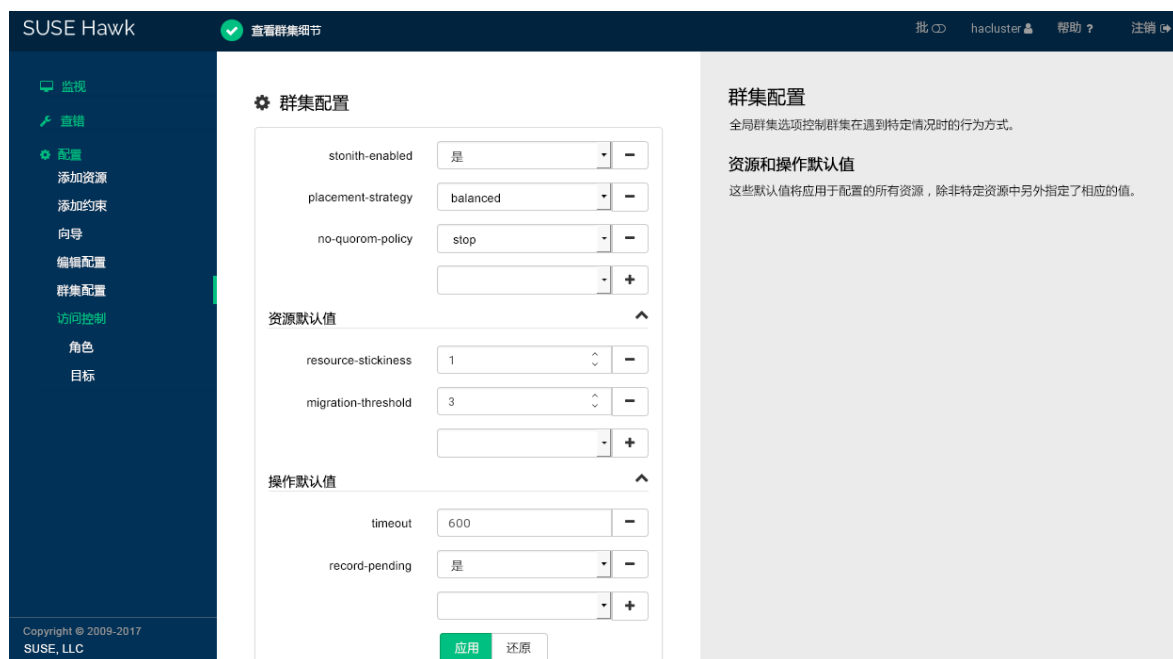 SUSE Hawk
查看群集细节
批
hacluster
帮助 ?
注销
监视
查错
配置
添加资源
添加约束
向导
编辑配置
群集配置
访问控制
角色
目标
Copyright © 2009-2017
SUSE, LLC
群集配置
stonith-enabled 是
placement-strategy balanced
no-quorom-policy stop
资源默认值
resource-stickiness 1
migration-threshold 3
操作默认值
timeout 600
record-pending 是
应用 还原
群集配置
全局群集选项控制群集在遇到特定情况时的行为方式。
资源和操作默认值
这些默认值将应用于配置的所有资源，除非特定资源中另外指定了相应的值。